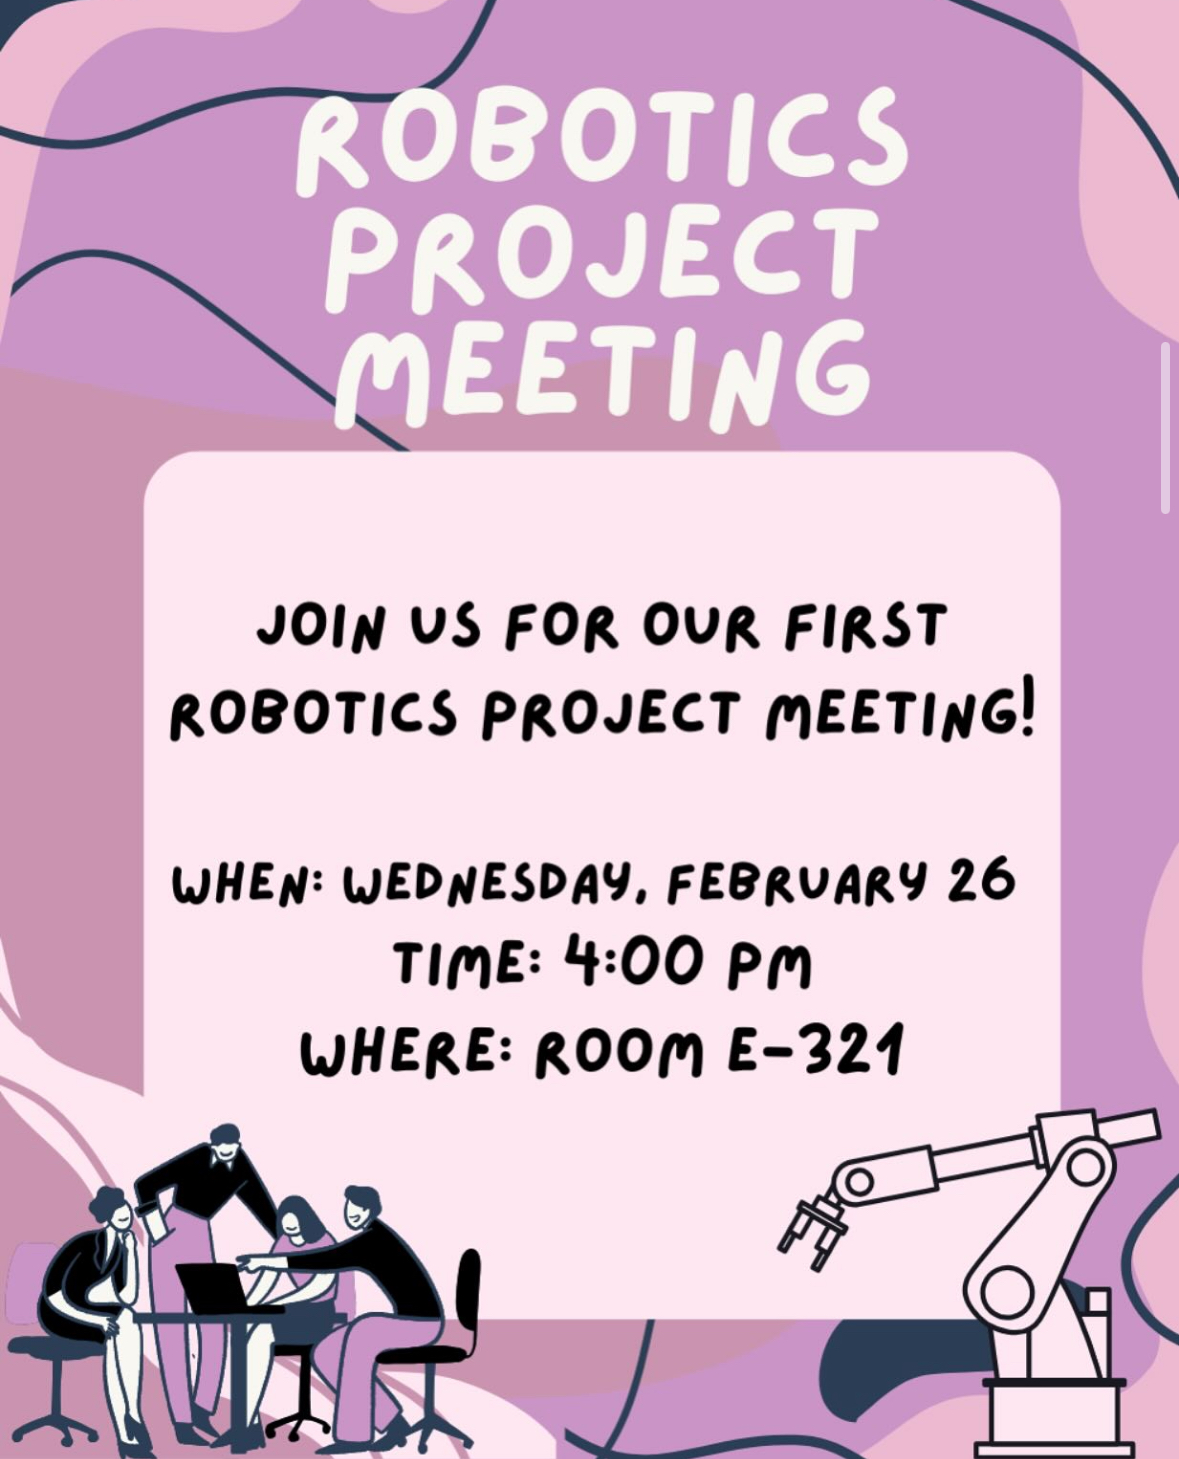 ROBOTICS
PROJECT
MEETING
JOIN US FOR OUR FIRST
ROBOTICS PROJECT MEETING!
WHEN: WEDNESDAY, FEBRUARY 26
TIME: 4:00 PM
WHERE: ROOM E-321